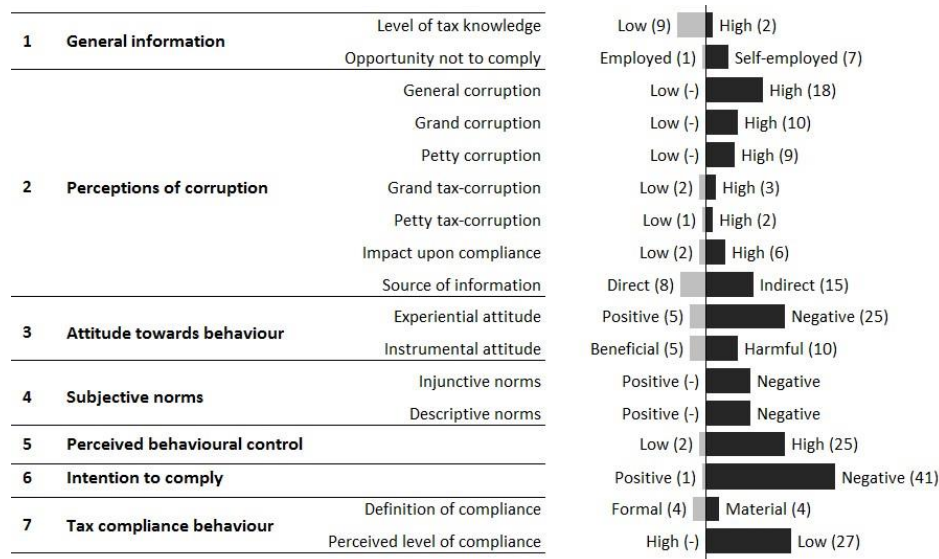 Level of tax knowledge Low (9) High (2)
1 General information
Opportunity not to comply Employed (1) Self-employed (7)
General corruption Low (-) High (18)
Grand corruption Low (-) High (10)
Petty corruption Low (-) High (9)
2 Perceptions of corruption Grand tax-corruption Low (2) High (3)
Petty tax-corruption Low (1) High (2)
Impact upon compliance Low (2) High (6)
Source of information Direct (8) Indirect (15)
Experiential attitude Positive (5) Negative (25)
3 Attitude towards behaviour
Instrumental attitude Beneficial (5) Harmful (10)
Injunctive norms Positive (-) Negative
4 Subjective norms
Descriptive norms Positive (-) Negative
5 Perceived behavioural control Low (2) High (25)
6 Intention to comply Positive (1) Negative (41)
Definition of compliance Formal (4) Material (4)
7 Tax compliance behaviour
Perceived level of compliance High (-) Low (27)